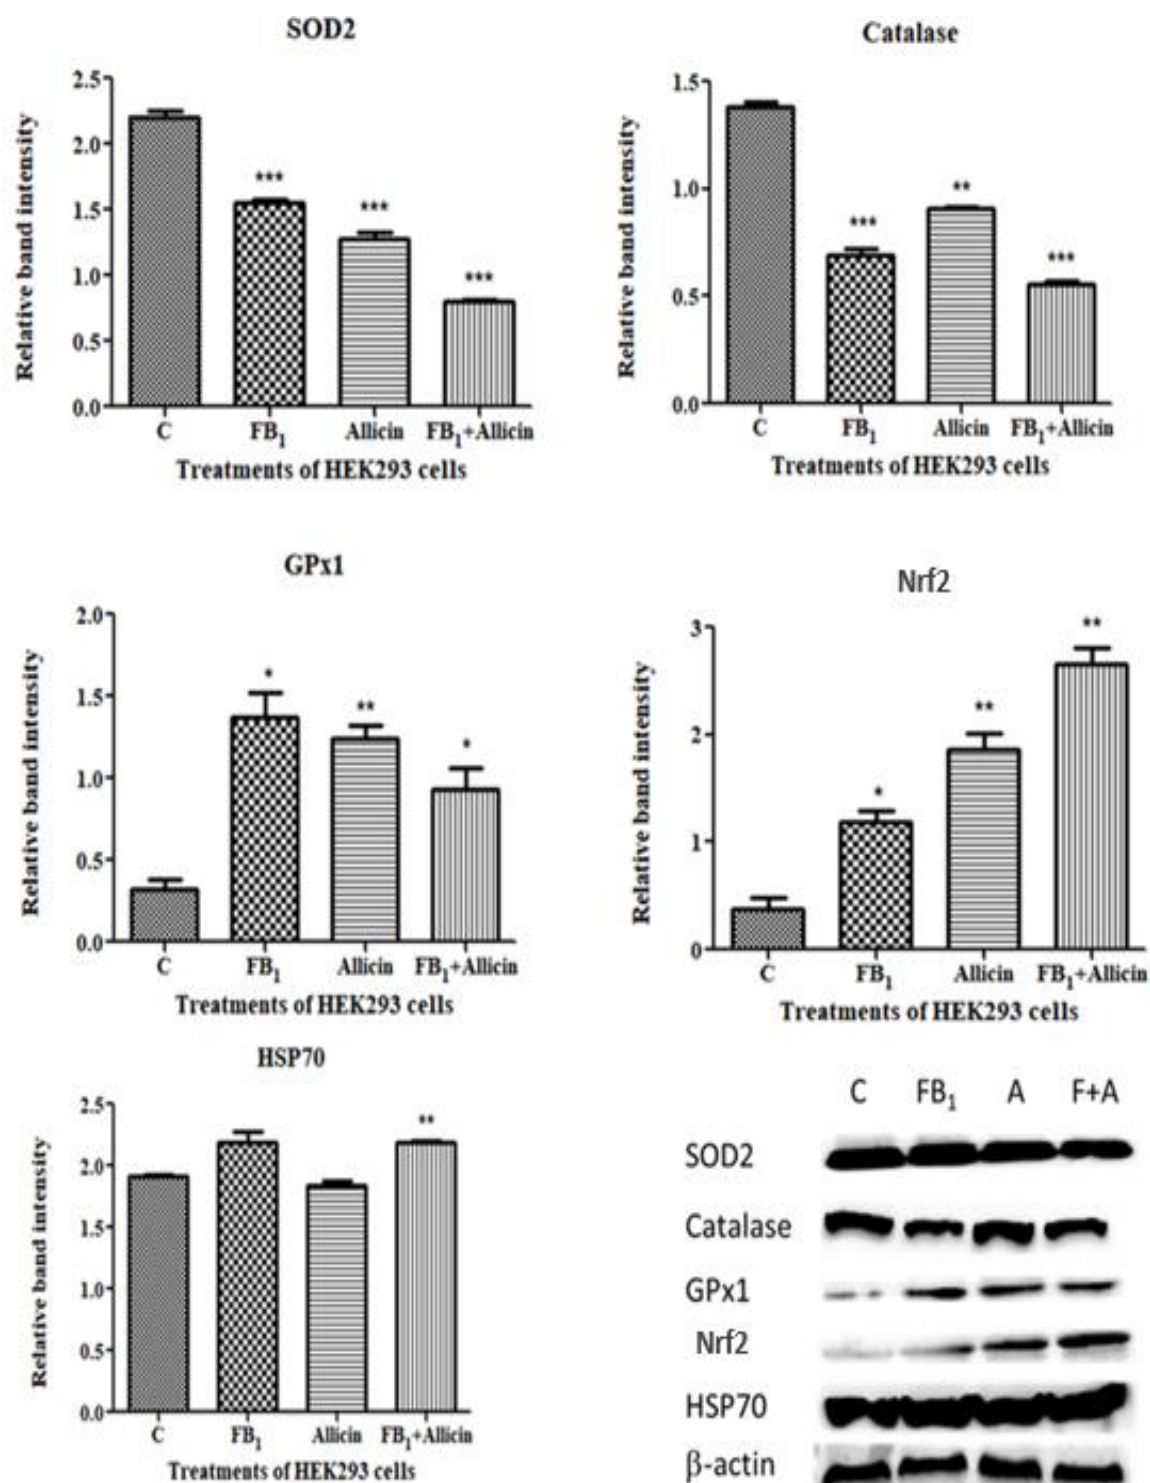 SOD2
Relative band intensity
2.5
2.0
1.5
1.0
0.5
0.0
***
***
***
C FB₁ Allicin FB₁+Allicin
Treatments of HEK293 cells
Catalase
Relative band intensity
1.5
1.0
0.5
0.0
***
**
***
C FB₁ Allicin FB₁+Allicin
Treatments of HEK293 cells
GPx1
Relative band intensity
2.0
1.5
1.0
0.5
0.0
*
**
*
C FB₁ Allicin FB₁+Allicin
Treatments of HEK293 cells
Nrf2
Relative band intensity
3
2
1
0
*
**
**
C FB₁ Allicin FB₁+Allicin
Treatments of HEK293 cells
HSP70
Relative band intensity
2.5
2.0
1.5
1.0
0.5
0.0
**
C FB₁ Allicin FB₁+Allicin
Treatments of HEK293 cells
C FB₁ A F+A
SOD2
Catalase
GPx1
Nrf2
HSP70
β-actin